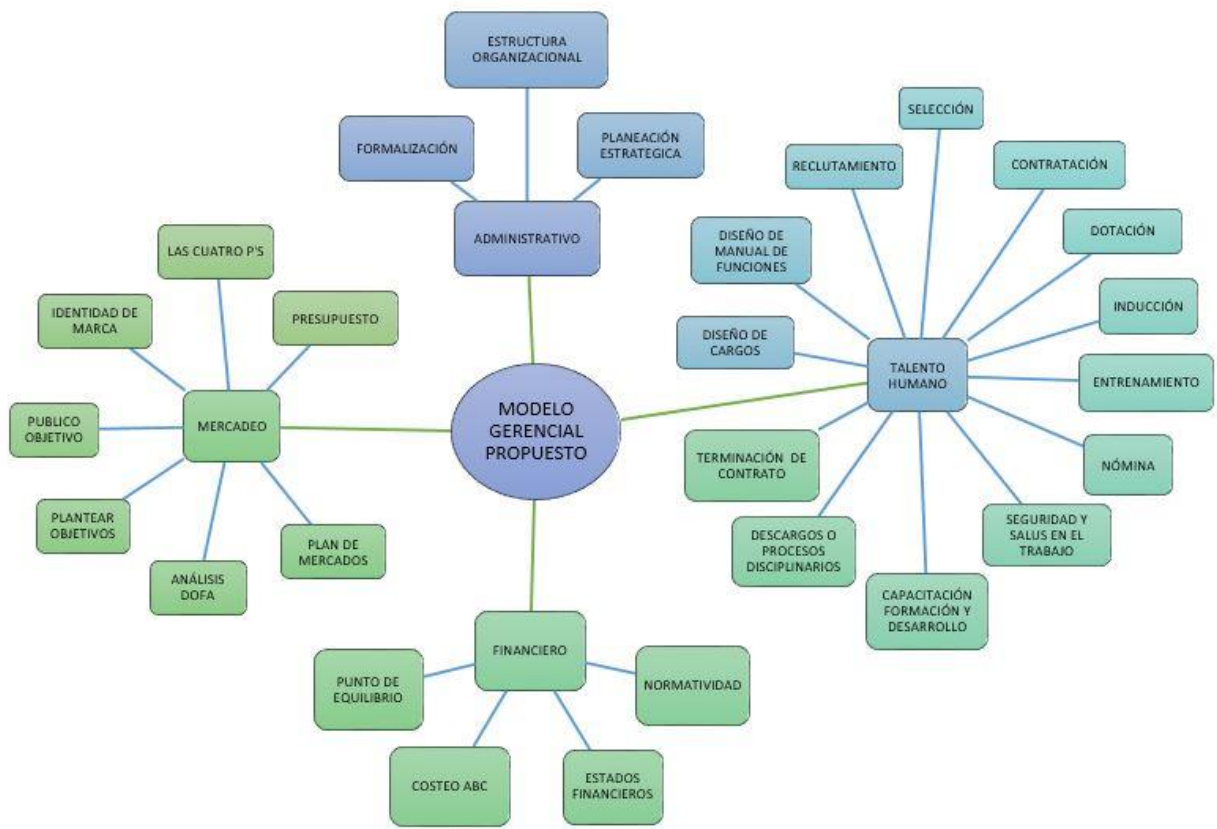 ESTRUCTURA
ORGANIZACIONAL
FORMALIZACIÓN
PLANEACIÓN
ESTRATEGICA
ADMINISTRATIVO
SELECCIÓN
RECLUTAMIENTO
CONTRATACIÓN
DISEÑO DE
MANUAL DE
FUNCIONES
DOTACIÓN
DISEÑO DE
CARGOS
INDUCCIÓN
TALENTO
HUMANO
ENTRENAMIENTO
TERMINACIÓN DE
CONTRATO
NÓMINA
DESCARGOS O
PROCESOS
DISCIPLINARIOS
SEGURIDAD Y
SALUS EN EL
TRABAJO
CAPACITACIÓN
FORMACIÓN Y
DESARROLLO
LAS CUATRO P'S
IDENTIDAD DE
MARCA
PRESUPUESTO
PUBLICO
OBJETIVO
MERCADEO
MODELO
GERENCIAL
PROPUESTO
PLANTEAR
OBJETIVOS
ANÁLISIS
DOFA
PLAN DE
MERCADOS
FINANCIERO
PUNTO DE
EQUILIBRIO
NORMATIVIDAD
COSTEO ABC
ESTADOS
FINANCIEROS